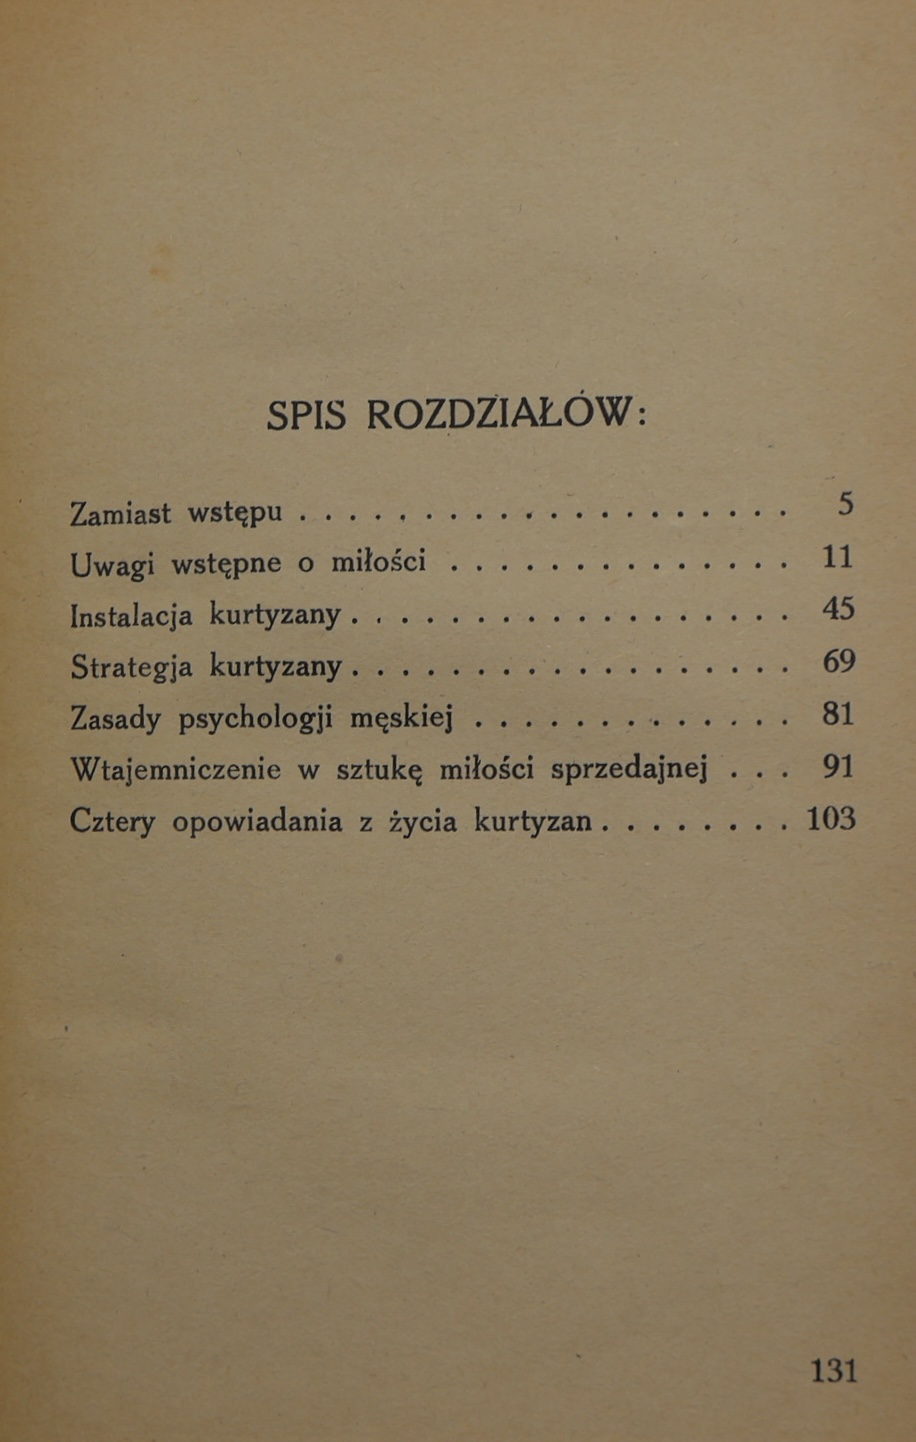 SPIS ROZDZIAŁÓW:
Zamiast wstępu . . . . . . . . . . . . . . . . . . . . 5
Uwagi wstępne o miłości . . . . . . . . . . . . . . 11
Instalacja kurtyzany . . . . . . . . . . . . . . . . . . 45
Strategja kurtyzany . . . . . . . . . . . . . . . . . . 69
Zasady psychologji męskiej . . . . . . . . . . . . . 81
Wtajemniczenie w sztukę miłości sprzedajnej . . . 91
Cztery opowiadania z życia kurtyzan . . . . . . . . 103
131